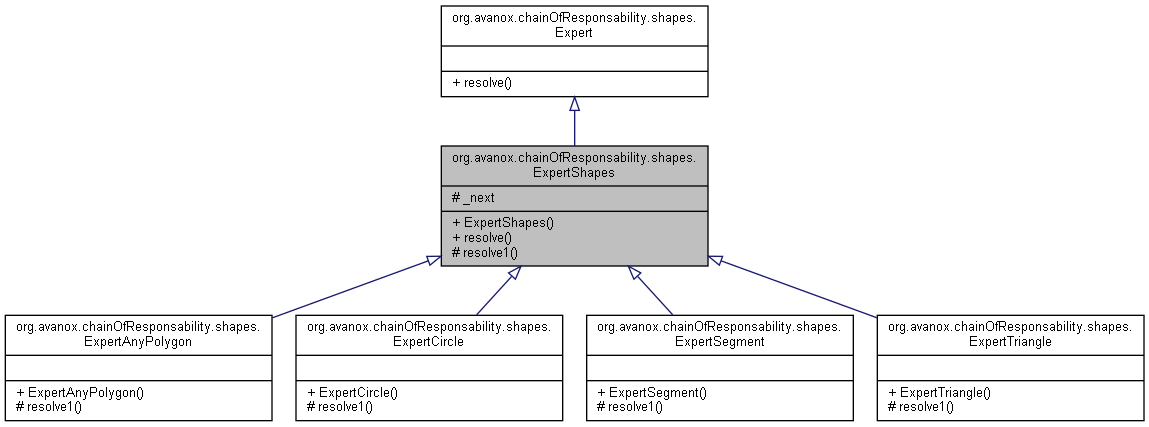 org.avanox.chainOfResponsability.shapes.
Expert
+ resolve()
org.avanox.chainOfResponsability.shapes.
ExpertShapes
# _next
+ ExpertShapes()
+ resolve()
# resolve1()
org.avanox.chainOfResponsability.shapes.
ExpertAnyPolygon
+ ExpertAnyPolygon()
# resolve1()
org.avanox.chainOfResponsability.shapes.
ExpertCircle
+ ExpertCircle()
# resolve1()
org.avanox.chainOfResponsability.shapes.
ExpertSegment
+ ExpertSegment()
# resolve1()
org.avanox.chainOfResponsability.shapes.
ExpertTriangle
+ ExpertTriangle()
# resolve1()